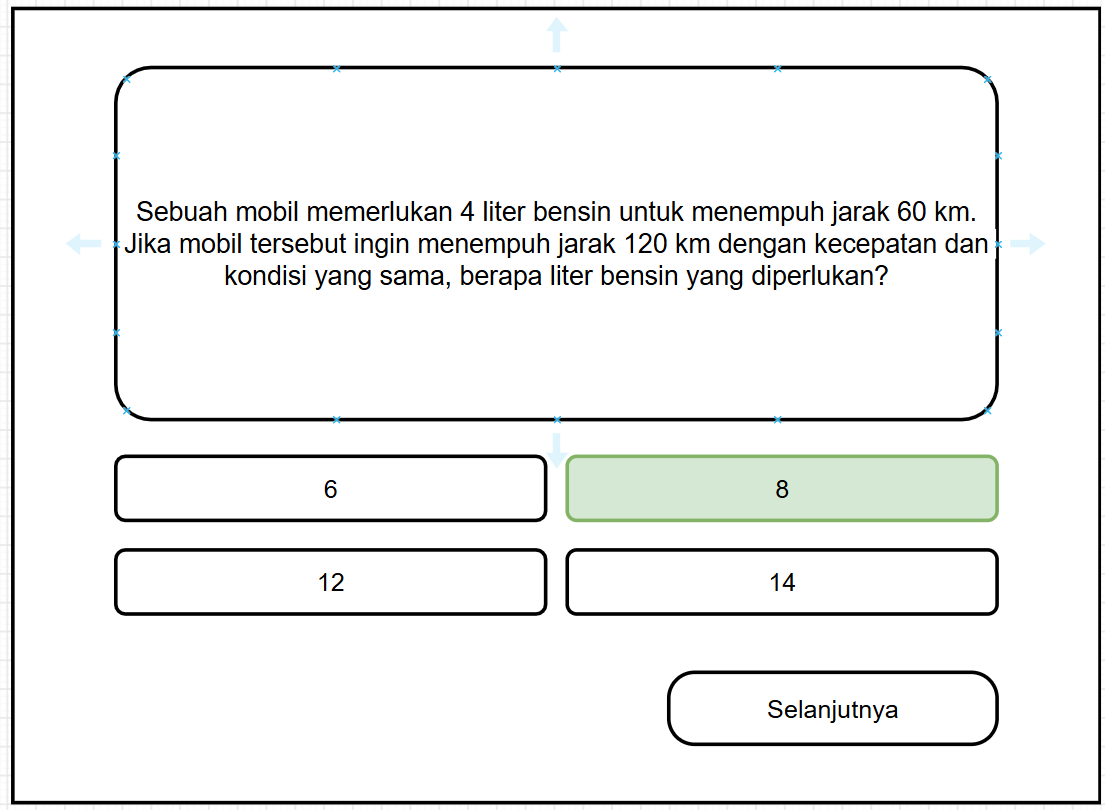 Sebuah mobil memerlukan 4 liter bensin untuk menempuh jarak 60 km.
Jika mobil tersebut ingin menempuh jarak 120 km dengan kecepatan dan
kondisi yang sama, berapa liter bensin yang diperlukan?
6
8
12
14
Selanjutnya